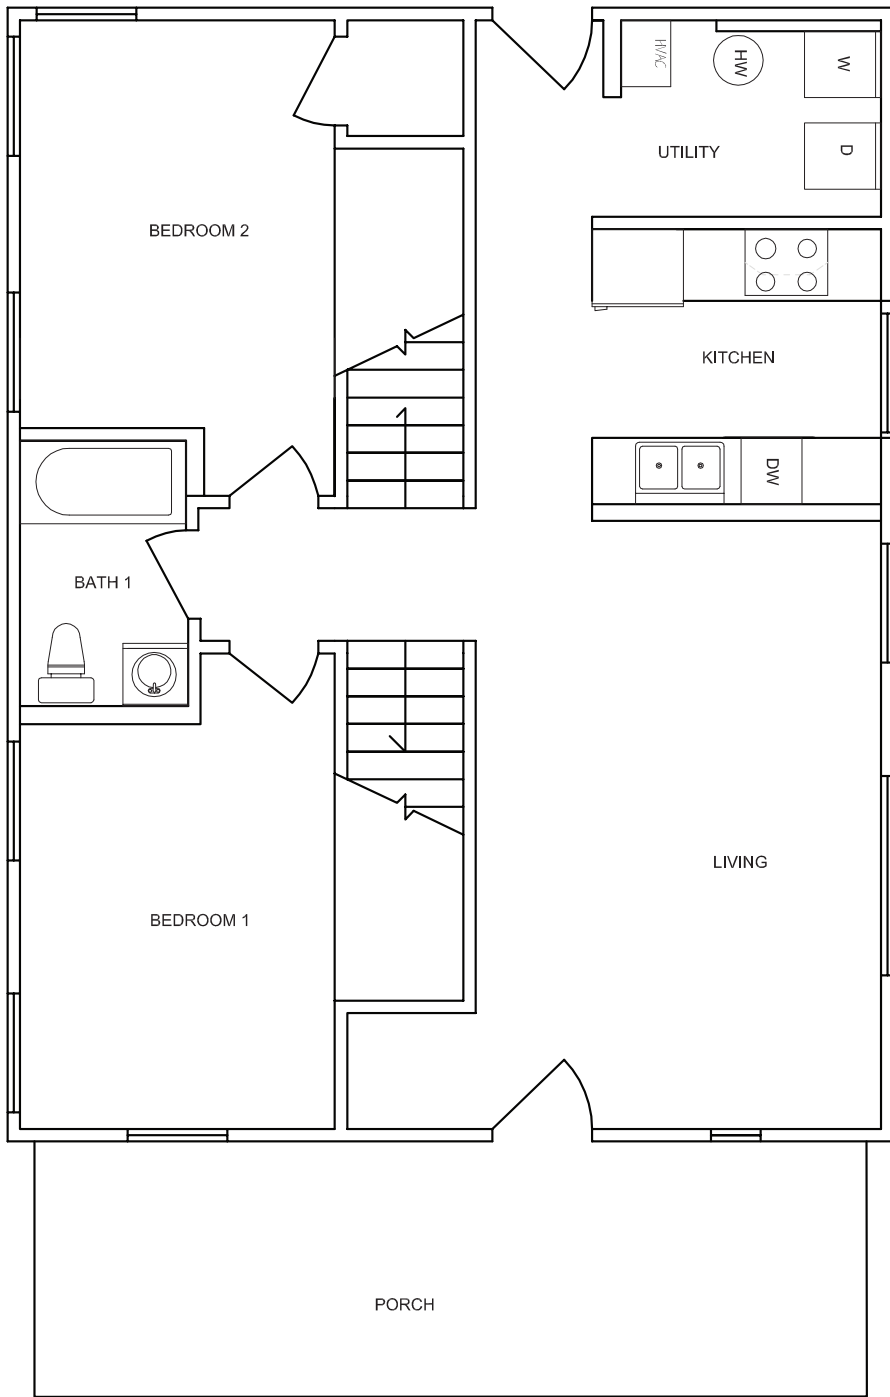 HVAC
HW
W
D
UTILITY
BEDROOM 2
KITCHEN
DW
BATH 1
LIVING
BEDROOM 1
PORCH